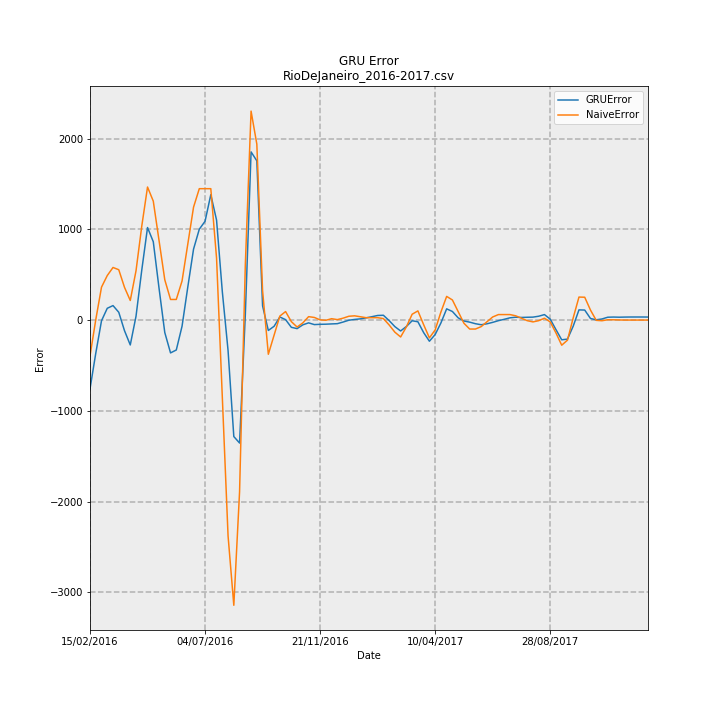 GRU Error
RioDeJaneiro_2016-2017.csv
GRUError
NaiveError
2000
1000
0
−1000
−2000
−3000
Error
15/02/2016 04/07/2016 21/11/2016 10/04/2017 28/08/2017
Date